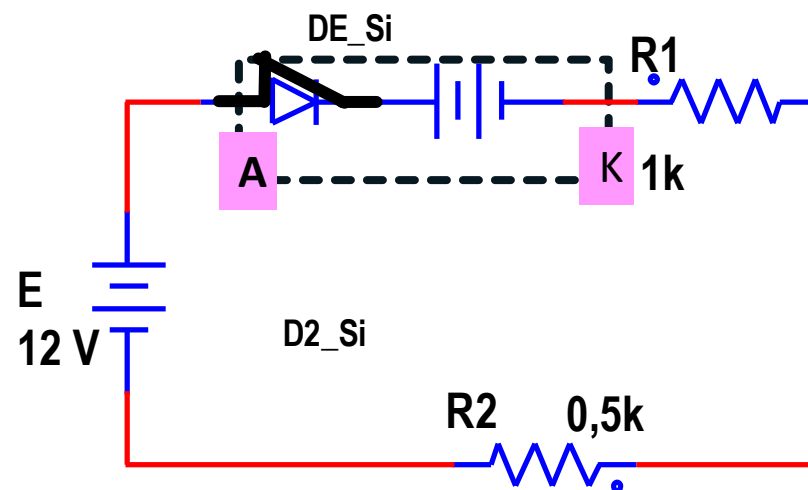 DE_Si
R1
A
K
1k
E
12 V
D2_Si
R2
0,5k